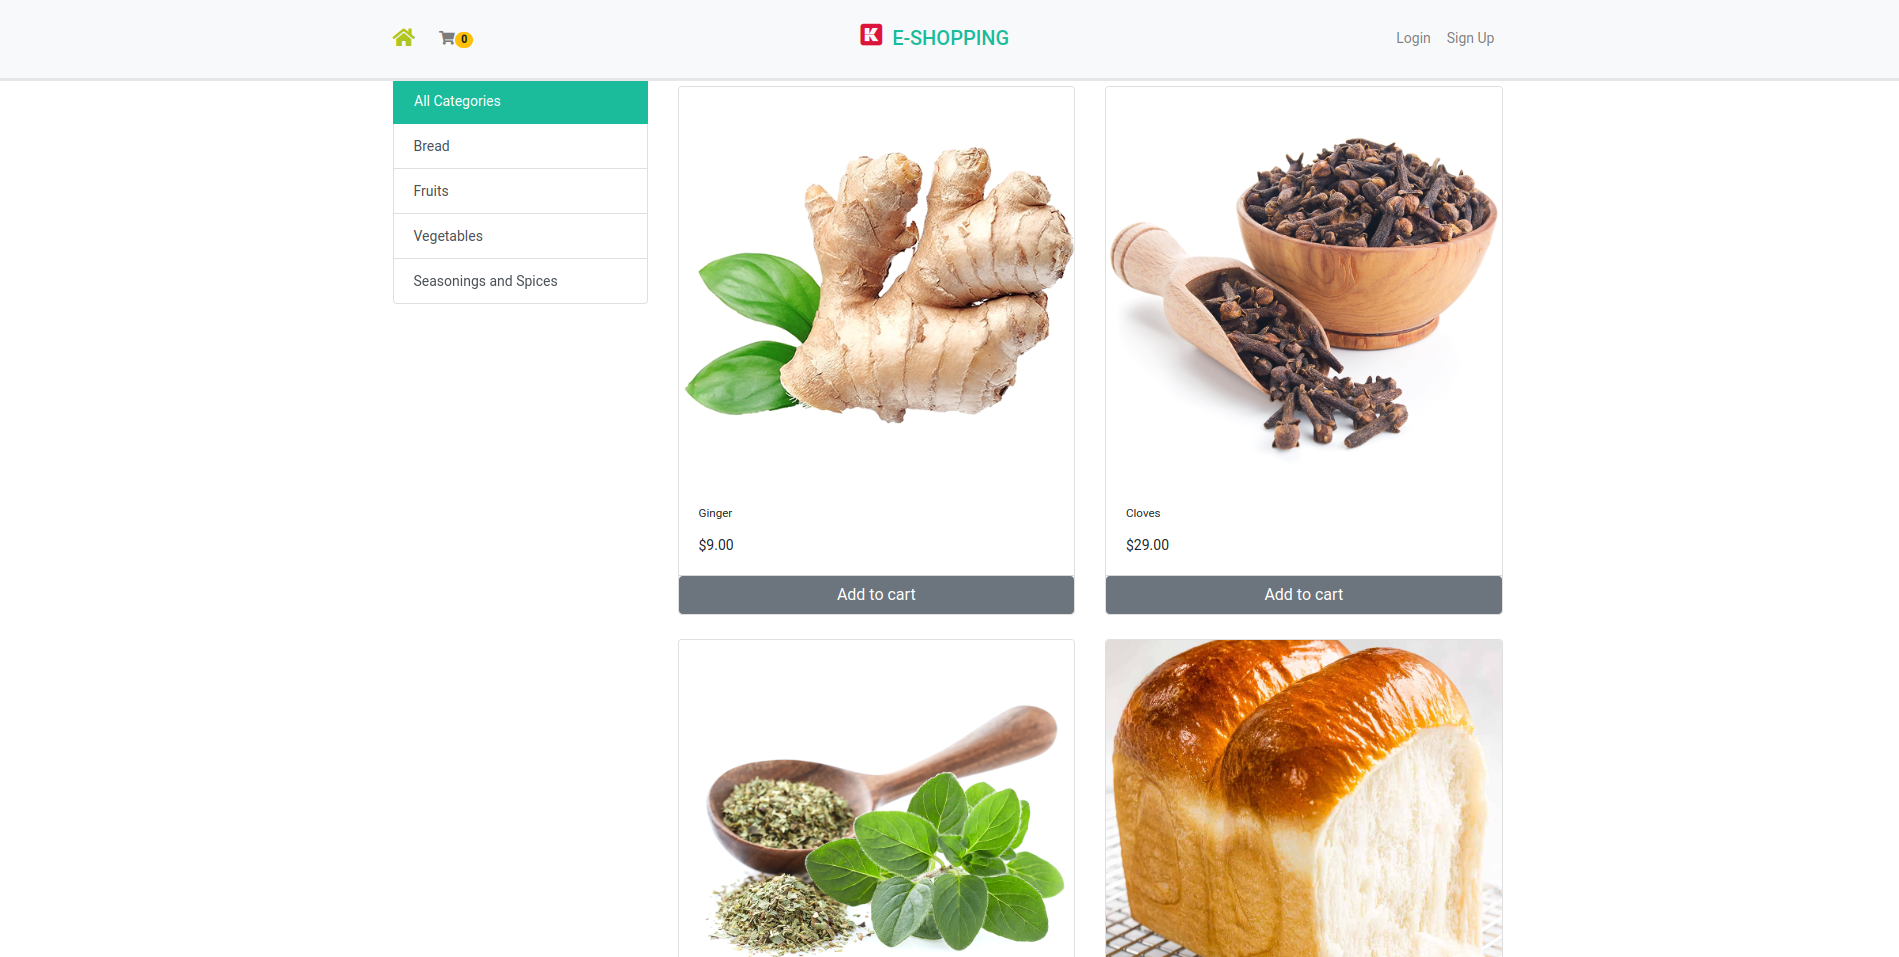 0
K E-SHOPPING
Login Sign Up
All Categories
Bread
Fruits
Vegetables
Seasonings and Spices
Ginger
$9.00
Add to cart
Cloves
$29.00
Add to cart